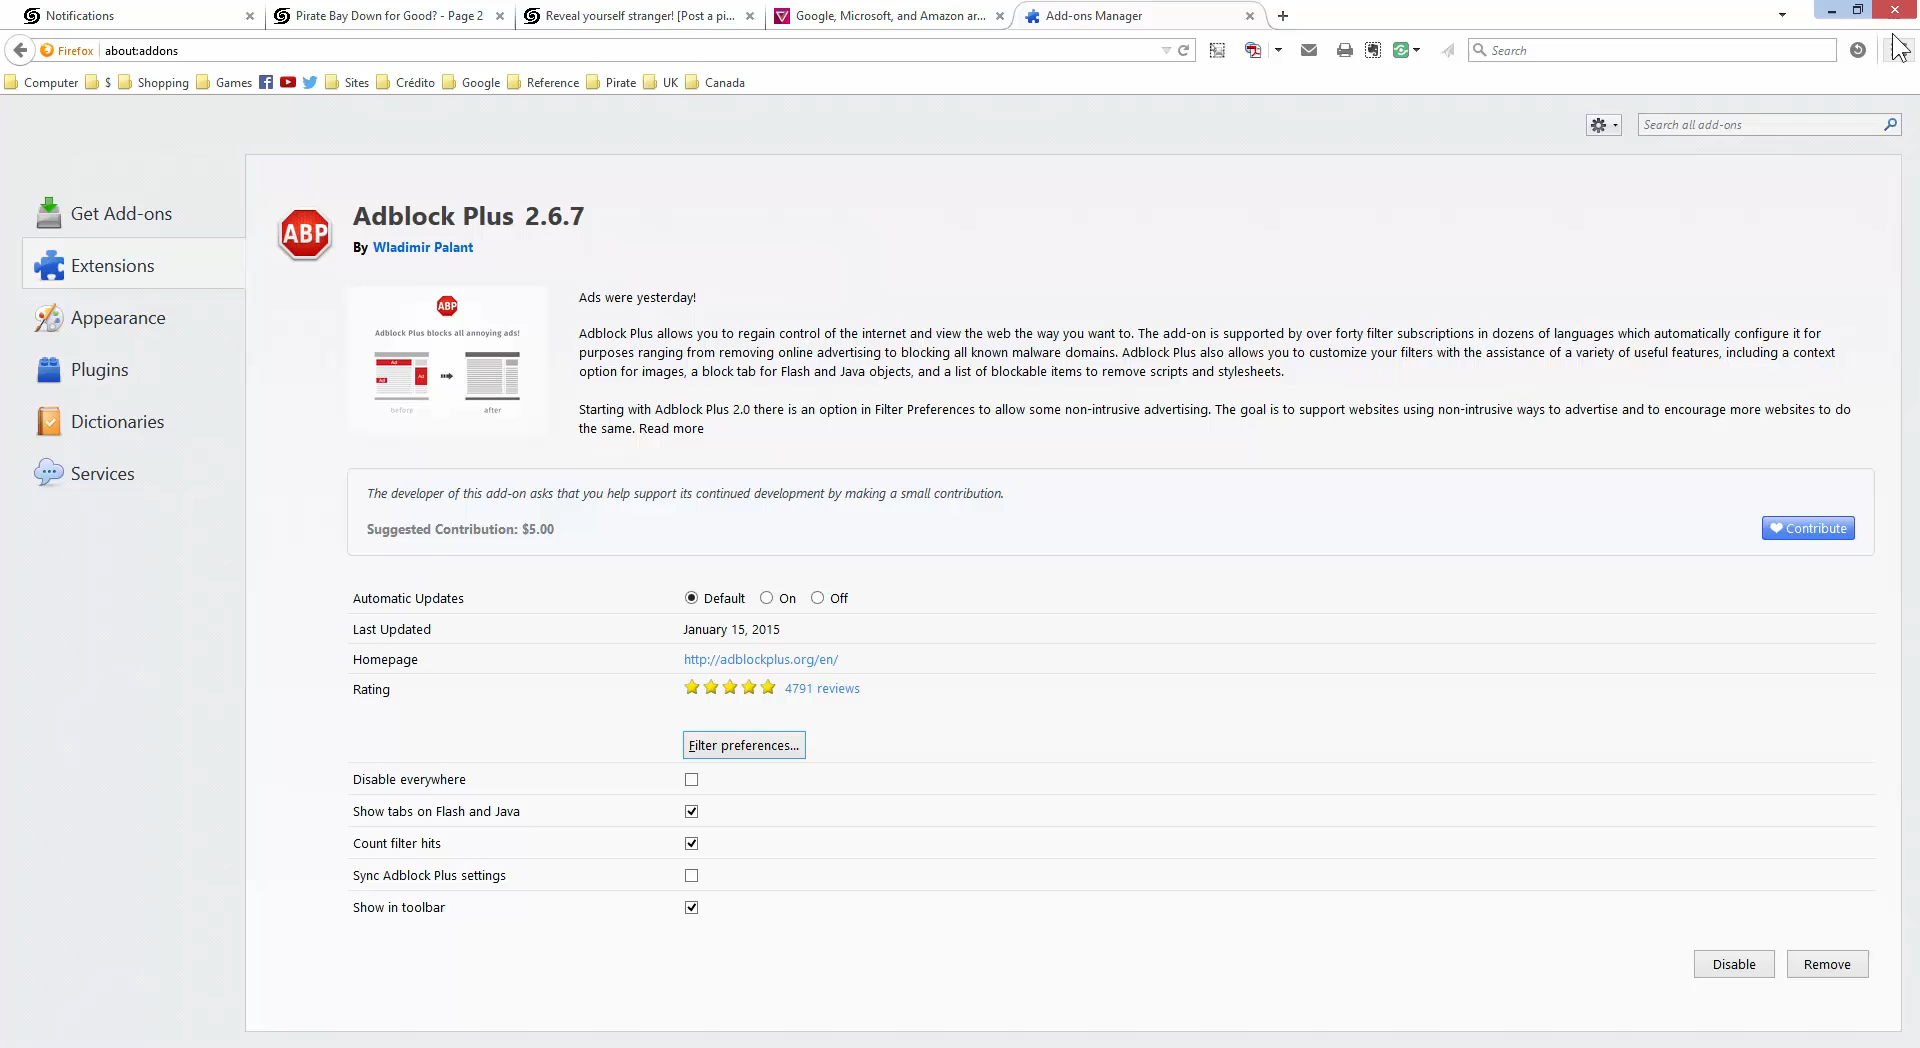 Notifications
Pirate Bay Down for Good? - Page 2
Reveal yourself stranger! [Post a pi...
Google, Microsoft, and Amazon ar...
Add-ons Manager
Firefox
about:addons
Search
Computer
$
Shopping
Games
Sites
Crédito
Google
Reference
Pirate
UK
Canada
Search all add-ons
Get Add-ons
Extensions
Appearance
Plugins
Dictionaries
Services
ABP
Adblock Plus 2.6.7
By Wladimir Palant
ABP
Adblock Plus blocks all annoying ads!
Ad
Ad
Ad
before
after
Ads were yesterday!
Adblock Plus allows you to regain control of the internet and view the web the way you want to. The add-on is supported by over forty filter subscriptions in dozens of languages which automatically configure it for
purposes ranging from removing online advertising to blocking all known malware domains. Adblock Plus also allows you to customize your filters with the assistance of a variety of useful features, including a context
option for images, a block tab for Flash and Java objects, and a list of blockable items to remove scripts and stylesheets.
Starting with Adblock Plus 2.0 there is an option in Filter Preferences to allow some non-intrusive advertising. The goal is to support websites using non-intrusive ways to advertise and to encourage more websites to do
the same. Read more
The developer of this add-on asks that you help support its continued development by making a small contribution.
Suggested Contribution: $5.00
Contribute
Automatic Updates
Default
On
Off
Last Updated
January 15, 2015
Homepage
http://adblockplus.org/en/
Rating
4791 reviews
Filter preferences...
Disable everywhere
Show tabs on Flash and Java
Count filter hits
Sync Adblock Plus settings
Show in toolbar
Disable
Remove